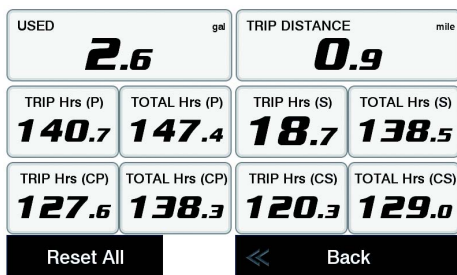 USED gal TRIP DISTANCE mile
2.6 0.9
TRIP Hrs (P) TOTAL Hrs (P) TRIP Hrs (S) TOTAL Hrs (S)
140.7 147.4 18.7 138.5
TRIP Hrs (CP) TOTAL Hrs (CP) TRIP Hrs (CS) TOTAL Hrs (CS)
127.6 138.3 120.3 129.0
Reset All Back